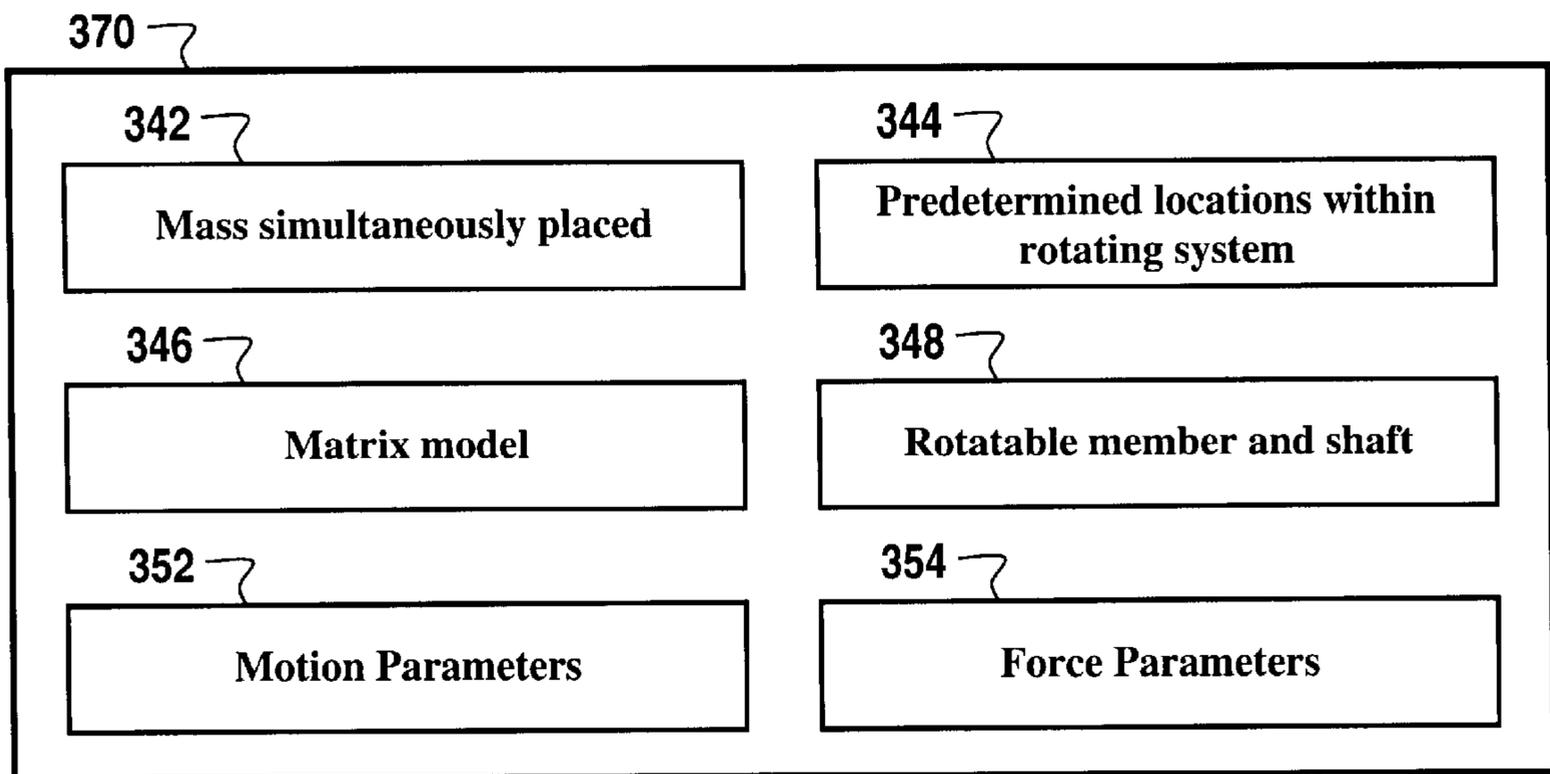 370
342
Mass simultaneously placed
344
Predetermined locations within
rotating system
346
Matrix model
348
Rotatable member and shaft
352
Motion Parameters
354
Force Parameters